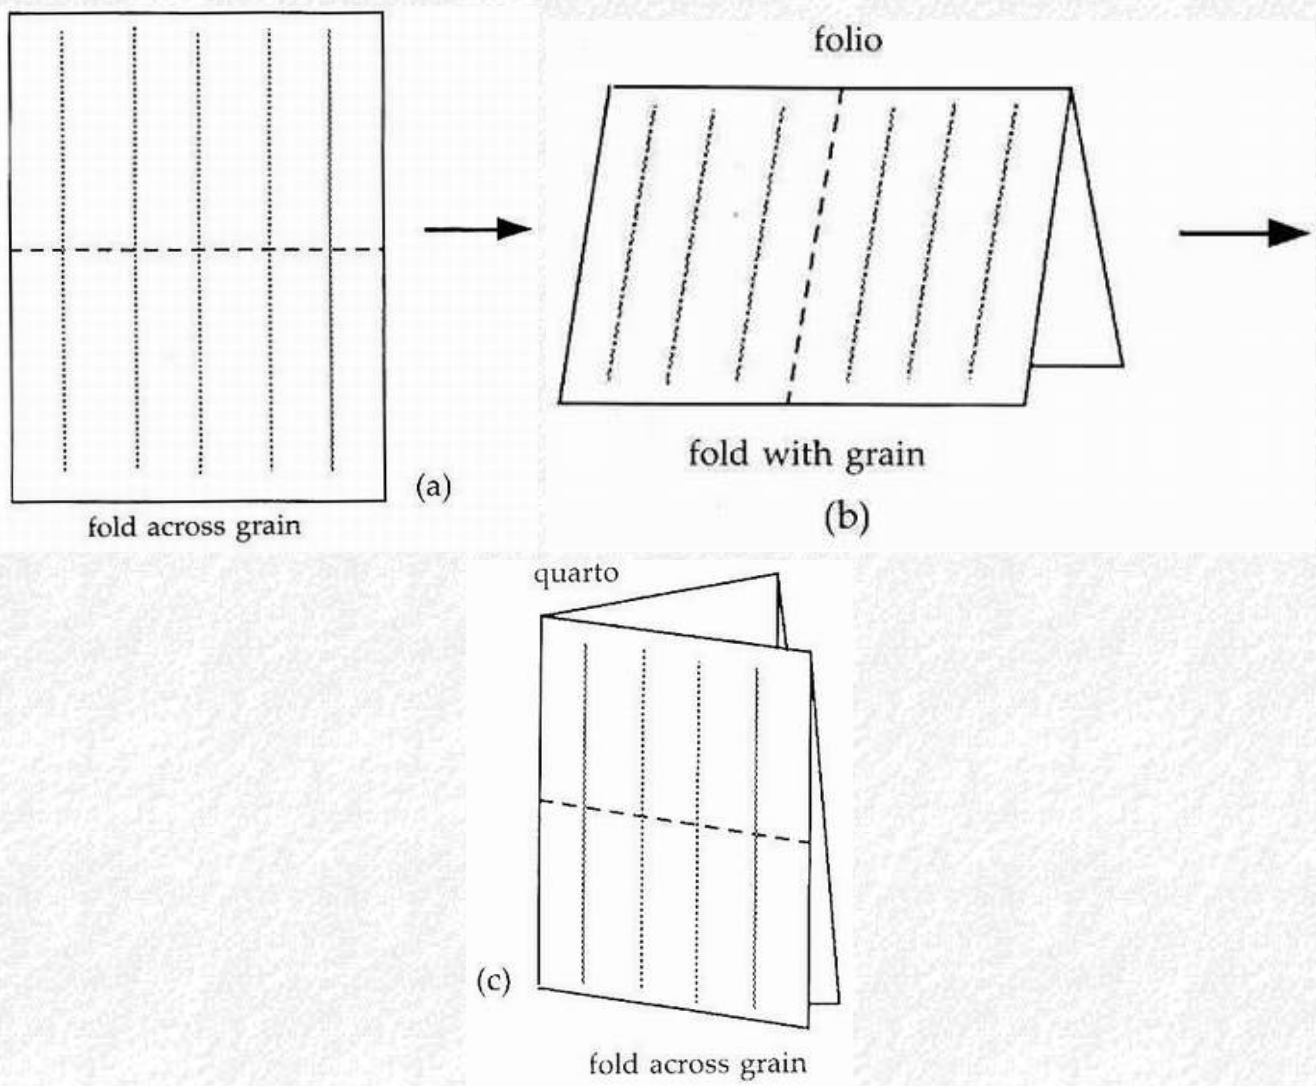 fold across grain
(a)
folio
fold with grain
(b)
quarto
(c)
fold across grain